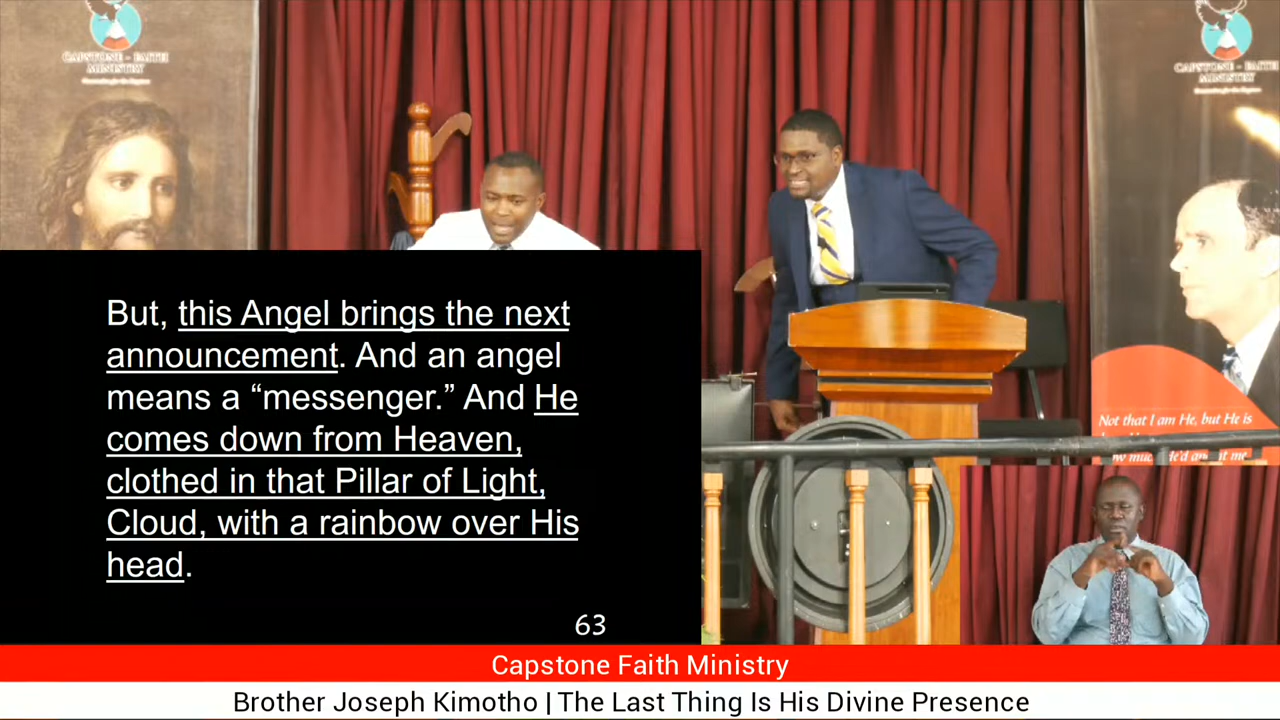 CAPSTONE - FAITH
MINISTRY
CAPSTONE - FAITH
MINISTRY
But, this Angel brings the next
announcement. And an angel
means a “messenger.” And He
comes down from Heaven,
clothed in that Pillar of Light,
Cloud, with a rainbow over His
head.
63
Not that I am He, but He is
Capstone Faith Ministry
Brother Joseph Kimotho | The Last Thing Is His Divine Presence